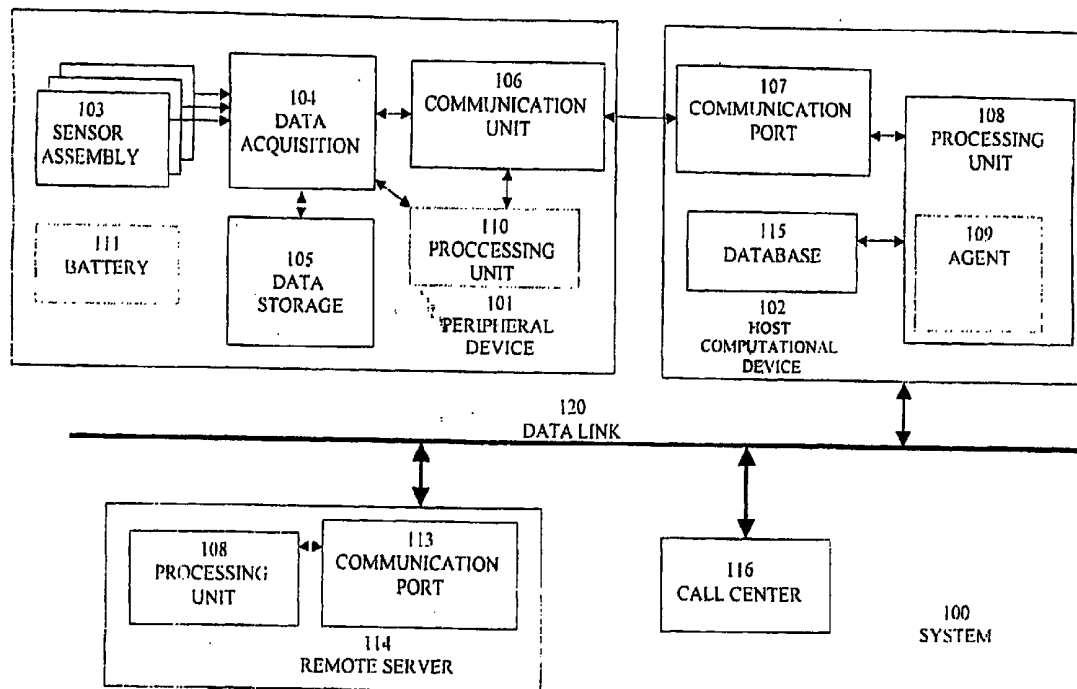 103
SENSOR
ASSEMBLY
104
DATA
ACQUISITION
106
COMMUNICATION
UNIT
107
COMMUNICATION
PORT
108
PROCESSING
UNIT
111
BATTERY
105
DATA
STORAGE
110
PROCCESSING
UNIT
101
PERIPHERAL
DEVICE
115
DATABASE
109
AGENT
102
HOST
COMPUTATIONAL
DEVICE
120
DATA LINK
108
PROCESSING
UNIT
113
COMMUNICATION
PORT
114
REMOTE SERVER
116
CALL CENTER
100
SYSTEM